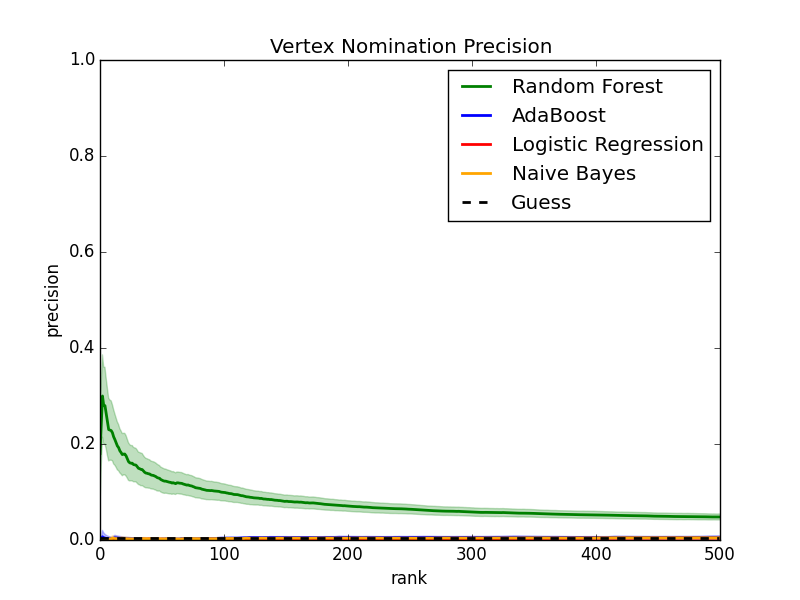 Vertex Nomination Precision
1.0
0.8
0.6
0.4
0.2
0.0
precision
Random Forest
AdaBoost
Logistic Regression
Naive Bayes
Guess
0
100
200
300
400
500
rank